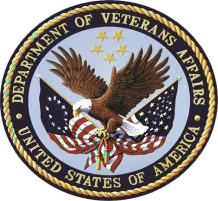 DEPARTMENT OF VETERANS AFFAIRS
UNITED STATES OF AMERICA